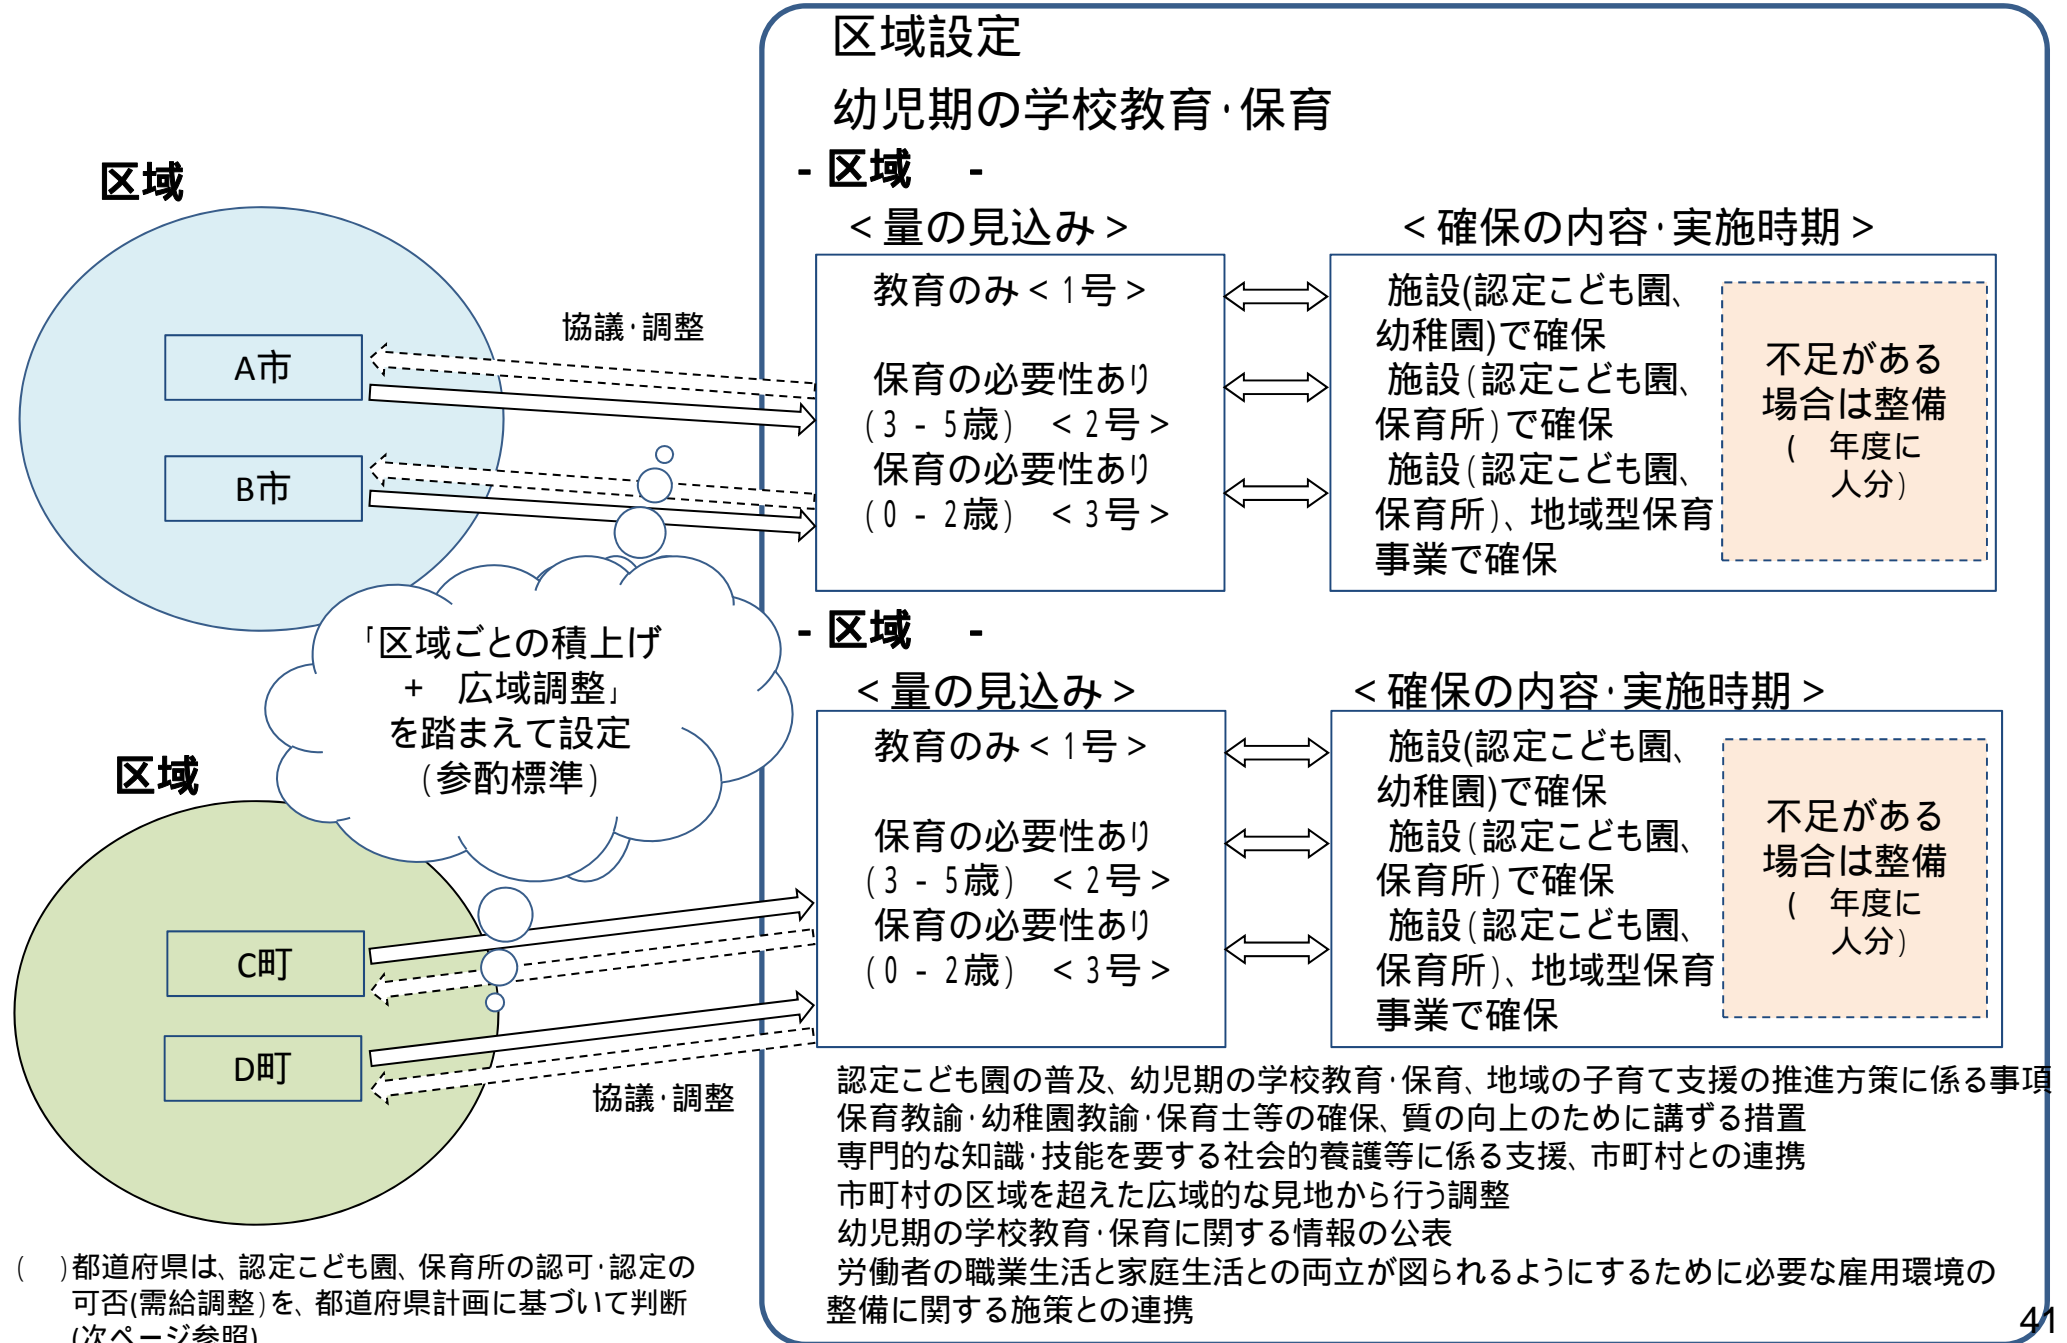 区域設定
幼児期の学校教育・保育
区域
- 区域　-
<量の見込み>
<確保の内容・実施時期>
教育のみ<1号>
保育の必要性あり
(3-5歳)　<2号>
保育の必要性あり
(0-2歳)　<3号>
施設(認定こども園、
幼稚園)で確保
施設(認定こども園、
保育所)で確保
施設(認定こども園、
保育所)、地域型保育
事業で確保
不足がある
場合は整備
(　年度に
人分)
協議・調整
A市
B市
「区域ごとの積上げ
+　広域調整」
を踏まえて設定
(参酌標準)
- 区域　-
<量の見込み>
<確保の内容・実施時期>
教育のみ<1号>
保育の必要性あり
(3-5歳)　<2号>
保育の必要性あり
(0-2歳)　<3号>
施設(認定こども園、
幼稚園)で確保
施設(認定こども園、
保育所)で確保
施設(認定こども園、
保育所)、地域型保育
事業で確保
不足がある
場合は整備
(　年度に
人分)
区域
C町
D町
協議・調整
認定こども園の普及、幼児期の学校教育・保育、地域の子育て支援の推進方策に係る事項
保育教諭・幼稚園教諭・保育士等の確保、質の向上のために講ずる措置
専門的な知識・技能を要する社会的養護等に係る支援、市町村との連携
市町村の区域を超えた広域的な見地から行う調整
幼児期の学校教育・保育に関する情報の公表
労働者の職業生活と家庭生活との両立が図られるようにするために必要な雇用環境の
整備に関する施策との連携
(　)都道府県は、認定こども園、保育所の認可・認定の
可否(需給調整)を、都道府県計画に基づいて判断
(次ページ参照)
41